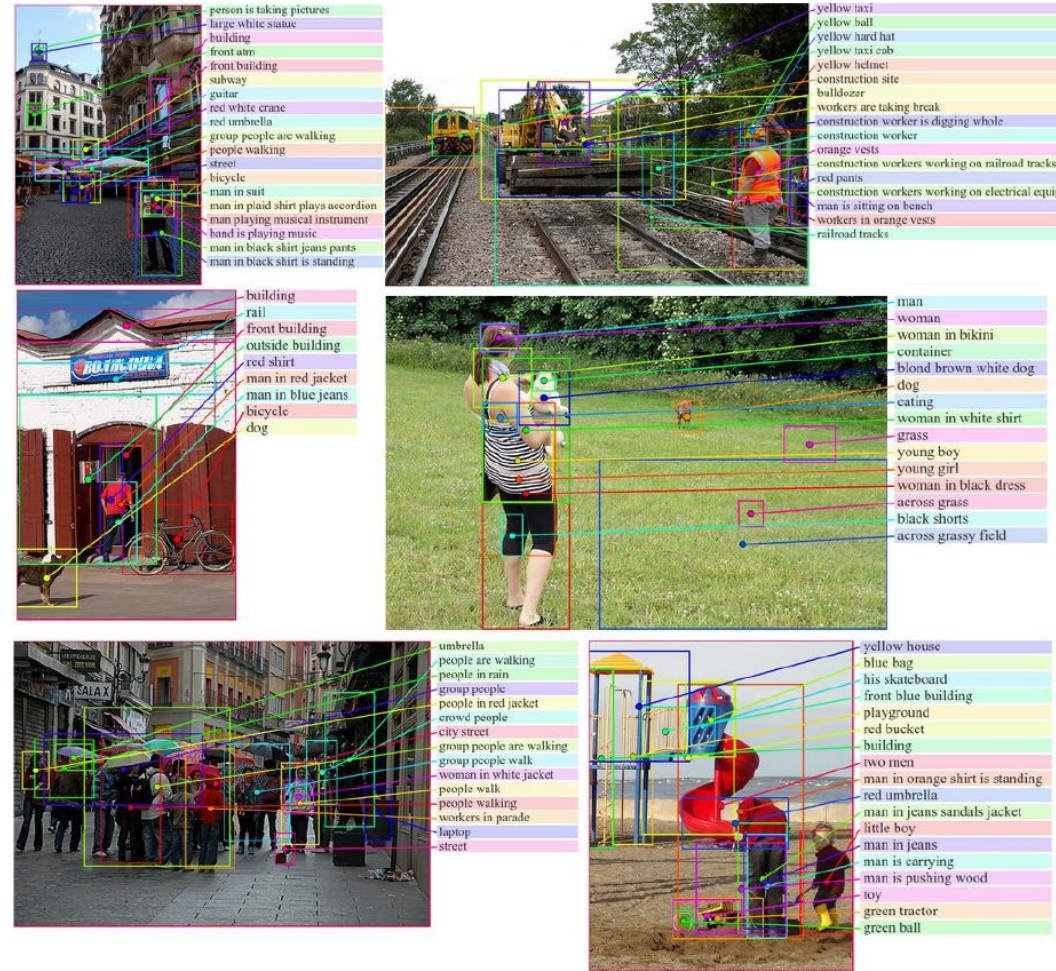 person is taking pictures
large white statue
building
front atm
front building
subway
guitar
red white crane
red umbrella
group people are walking
people walking
street
bicycle
man in suit
man in plaid shirt plays accordion
man playing musical instrument
band is playing music
man in black shirt jeans pants
man in black shirt is standing
yellow taxi
yellow ball
yellow hard hat
yellow taxi cab
yellow helmet
construction site
bulldozer
workers are taking break
construction worker is digging whole
construction worker
orange vests
construction workers working on railroad tracks
red pants
construction workers working on electrical equi
man is sitting on bench
workers in orange vests
railroad tracks
building
rail
front building
outside building
red shirt
man in red jacket
man in blue jeans
bicycle
dog
man
woman
woman in bikini
container
blond brown white dog
dog
eating
woman in white shirt
grass
young boy
young girl
woman in black dress
across grass
black shorts
across grassy field
SALA X
umbrella
people are walking
people in rain
group people
people in red jacket
crowd people
city street
group people are walking
group people walk
woman in white jacket
people walk
people walking
workers in parade
laptop
street
yellow house
blue bag
his skateboard
front blue building
playground
red bucket
building
two men
man in orange shirt is standing
red umbrella
man in jeans sandals jacket
little boy
man in jeans
man is carrying
man is pushing wood
toy
green tractor
green ball